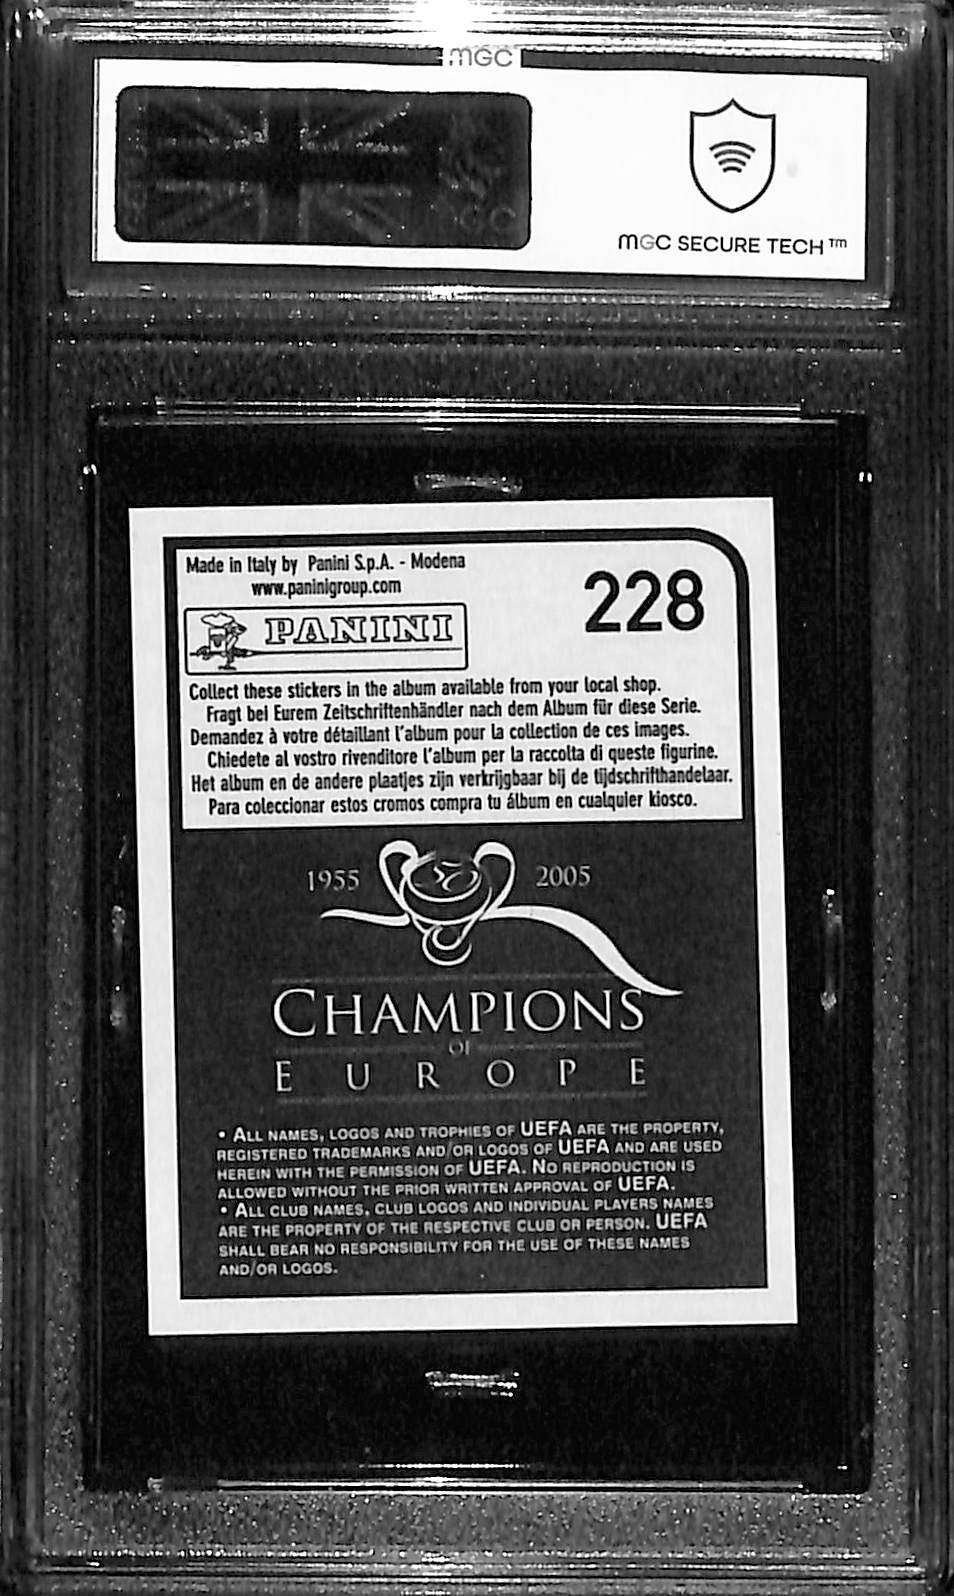 MGC
MGC SECURE TECH™
Made in Italy by Panini S.p.A. - Modena
www.paninigroup.com
228
PANINI
Collect these stickers in the album available from your local shop.
Fragt bei Eurem Zeitschriftenhändler nach dem Album für diese Serie.
Demandez à votre détaillant l'album pour la collection de ces images.
Chiedete al vostro rivenditore l'album per la raccolta di queste figurine.
Het album en de andere plaatjes zijn verkrijgbaar bij de tijdschrifthandelaar.
Para coleccionar estos cromos compra tu álbum en cualquier kiosco.
1955 50 2005
CHAMPIONS
OF
EUROPE
• ALL NAMES, LOGOS AND TROPHIES OF UEFA ARE THE PROPERTY,
REGISTERED TRADEMARKS AND/OR LOGOS OF UEFA AND ARE USED
HEREIN WITH THE PERMISSION OF UEFA. NO REPRODUCTION IS
ALLOWED WITHOUT THE PRIOR WRITTEN APPROVAL OF UEFA.
• ALL CLUB NAMES, CLUB LOGOS AND INDIVIDUAL PLAYERS NAMES
ARE THE PROPERTY OF THE RESPECTIVE CLUB OR PERSON. UEFA
SHALL BEAR NO RESPONSIBILITY FOR THE USE OF THESE NAMES
AND/OR LOGOS.